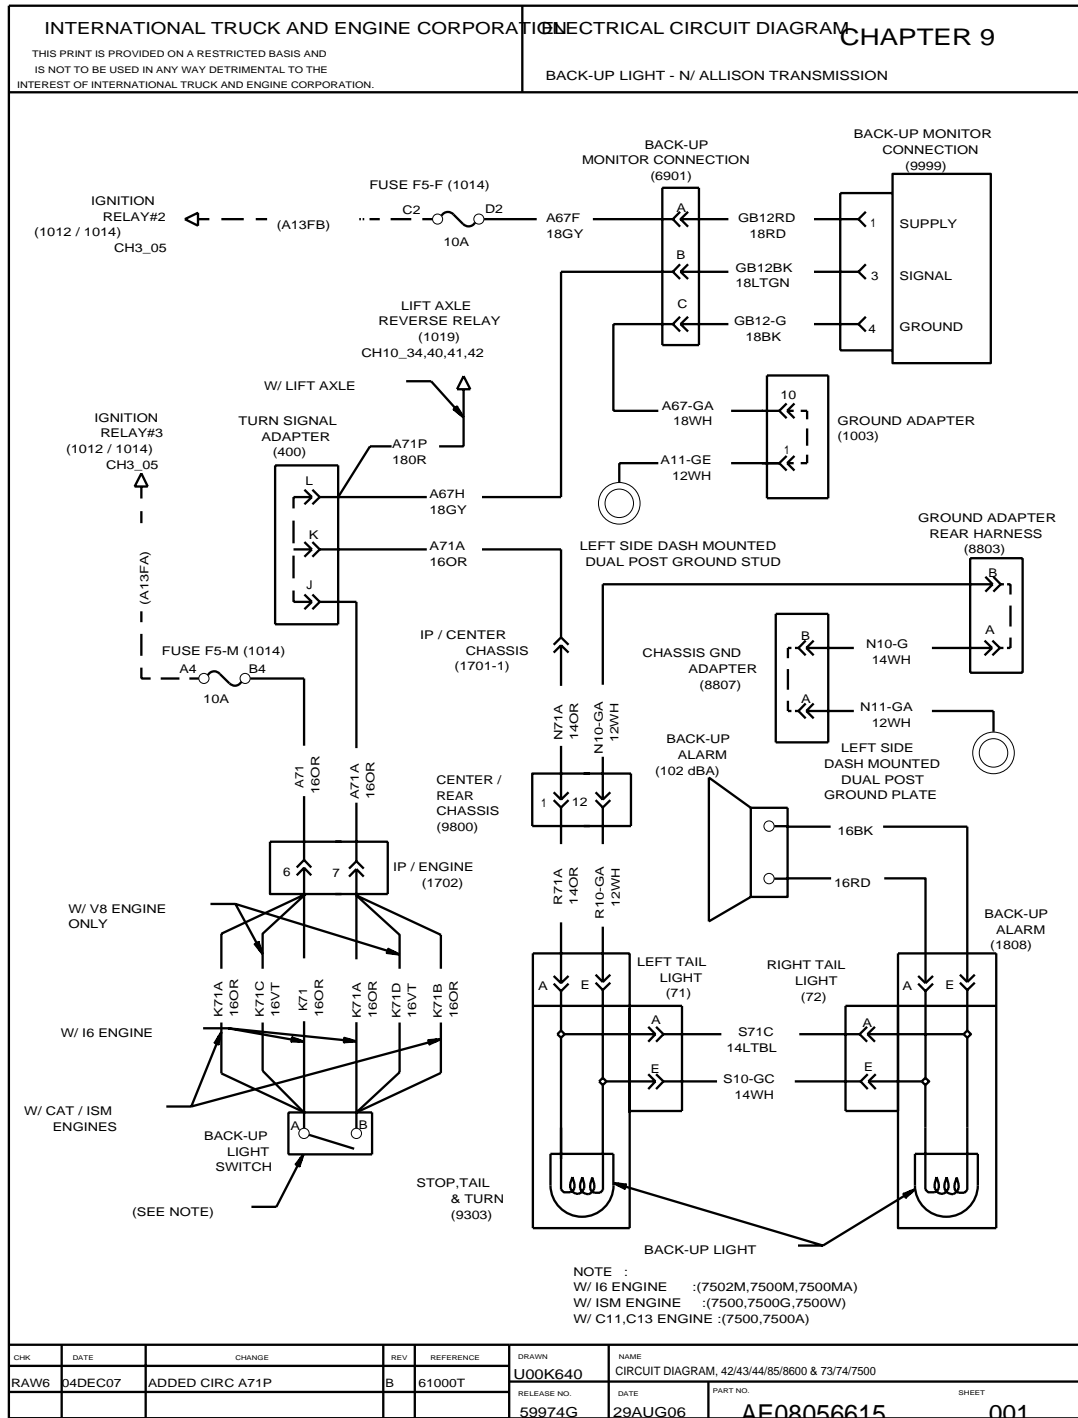 INTERNATIONAL TRUCK AND ENGINE CORPORATION
THIS PRINT IS PROVIDED ON A RESTRICTED BASIS AND
IS NOT TO BE USED IN ANY WAY DETRIMENTAL TO THE
INTEREST OF INTERNATIONAL TRUCK AND ENGINE CORPORATION.
ELECTRICAL CIRCUIT DIAGRAM
CHAPTER 9
BACK-UP LIGHT - N/ ALLISON TRANSMISSION
BACK-UP
MONITOR CONNECTION
(6901)
BACK-UP MONITOR
CONNECTION
(9999)
IGNITION
RELAY#2
(1012 / 1014)
CH3_05
(A13FB)
FUSE F5-F (1014)
C2
D2
10A
A67F
18GY
A
GB12RD
18RD
1
SUPPLY
B
GB12BK
18LTGN
3
SIGNAL
C
GB12-G
18BK
4
GROUND
LIFT AXLE
REVERSE RELAY
(1019)
CH10_34,40,41,42
W/ LIFT AXLE
A71P
180R
A67-GA
18WH
10
A11-GE
12WH
1
GROUND ADAPTER
(1003)
IGNITION
RELAY#3
(1012 / 1014)
CH3_05
(A13FA)
TURN SIGNAL
ADAPTER
(400)
L
K
J
A67H
18GY
A71A
16OR
LEFT SIDE DASH MOUNTED
DUAL POST GROUND STUD
GROUND ADAPTER
REAR HARNESS
(8803)
B
A
FUSE F5-M (1014)
A4
B4
10A
IP / CENTER
CHASSIS
(1701-1)
CHASSIS GND
ADAPTER
(8807)
B
A
N10-G
14WH
N11-GA
12WH
LEFT SIDE
DASH MOUNTED
DUAL POST
GROUND PLATE
A71
16OR
A71A
16OR
N71A
14OR
N10-GA
12WH
CENTER /
REAR
CHASSIS
(9800)
1
12
R71A
14OR
R10-GA
12WH
BACK-UP
ALARM
(102 dBA)
16BK
16RD
6
7
IP / ENGINE
(1702)
W/ V8 ENGINE
ONLY
K71A
16OR
K71C
16VT
K71
16OR
K71A
16OR
K71D
16VT
K71B
16OR
W/ I6 ENGINE
W/ CAT / ISM
ENGINES
BACK-UP
LIGHT
SWITCH
A
B
(SEE NOTE)
BACK-UP
ALARM
(1808)
LEFT TAIL
LIGHT
(71)
RIGHT TAIL
LIGHT
(72)
A
E
A
E
A
S71C
14LTBL
A
E
S10-GC
14WH
E
STOP,TAIL
& TURN
(9303)
BACK-UP LIGHT
NOTE :
W/ I6 ENGINE :(7502M,7500M,7500MA)
W/ ISM ENGINE :(7500,7500G,7500W)
W/ C11,C13 ENGINE :(7500,7500A)
CHK DATE CHANGE REV REFERENCE
RAW6 04DEC07 ADDED CIRC A71P B 61000T
DRAWN
U00K640
NAME
CIRCUIT DIAGRAM, 42/43/44/85/8600 & 73/74/7500
RELEASE NO.
59974G
DATE
29AUG06
PART NO.
AE08056615
SHEET
001